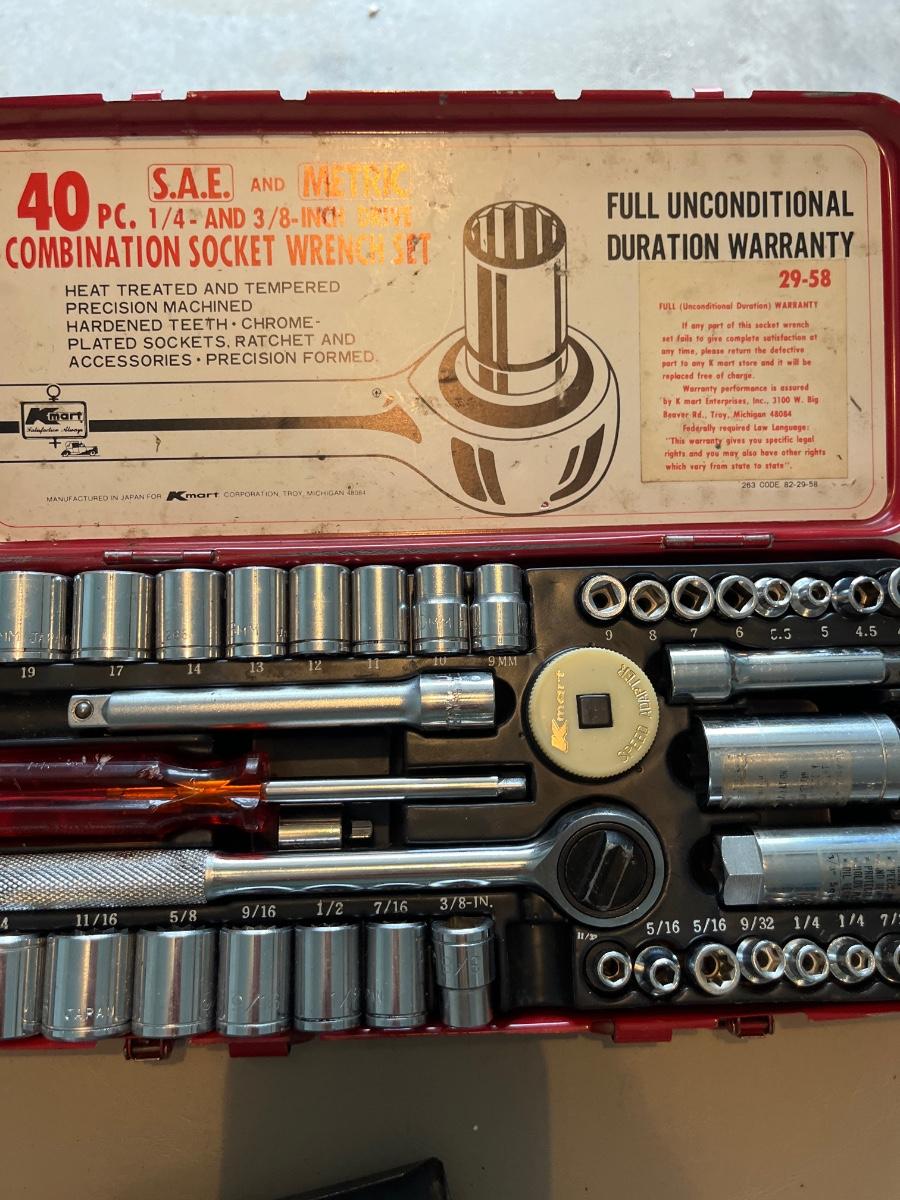 40 PC. S.A.E. AND METRIC
1/4- AND 3/8-INCH DRIVE
COMBINATION SOCKET WRENCH SET
HEAT TREATED AND TEMPERED
PRECISION MACHINED
HARDENED TEETH • CHROME-
PLATED SOCKETS, RATCHET AND
ACCESSORIES • PRECISION FORMED.
Kmart
Satisfaction Always
MANUFACTURED IN JAPAN FOR Kmart CORPORATION, TROY, MICHIGAN 48084
FULL UNCONDITIONAL
DURATION WARRANTY
29-58
FULL (Unconditional Duration) WARRANTY
If any part of this socket wrench
set fails to give complete satisfaction at
any time, please return the defective
part to any K mart store and it will be
replaced free of charge.
Warranty performance is assured
by K mart Enterprises, Inc., 3100 W. Big
Beaver Rd., Troy, Michigan 48084
Federally required Law Language:
"This warranty gives you specific legal
rights and you may also have other rights
which vary from state to state".
263 CODE 82-29-58
19 17 14 13 12 11 10 9MM
9 8 7 6 5.5 5 4.5 4
Kmart
SPEED ADAPTER
4 11/16 5/8 9/16 1/2 7/16 3/8-IN.
5/16 5/16 9/32 1/4 1/4 7/
JAPAN